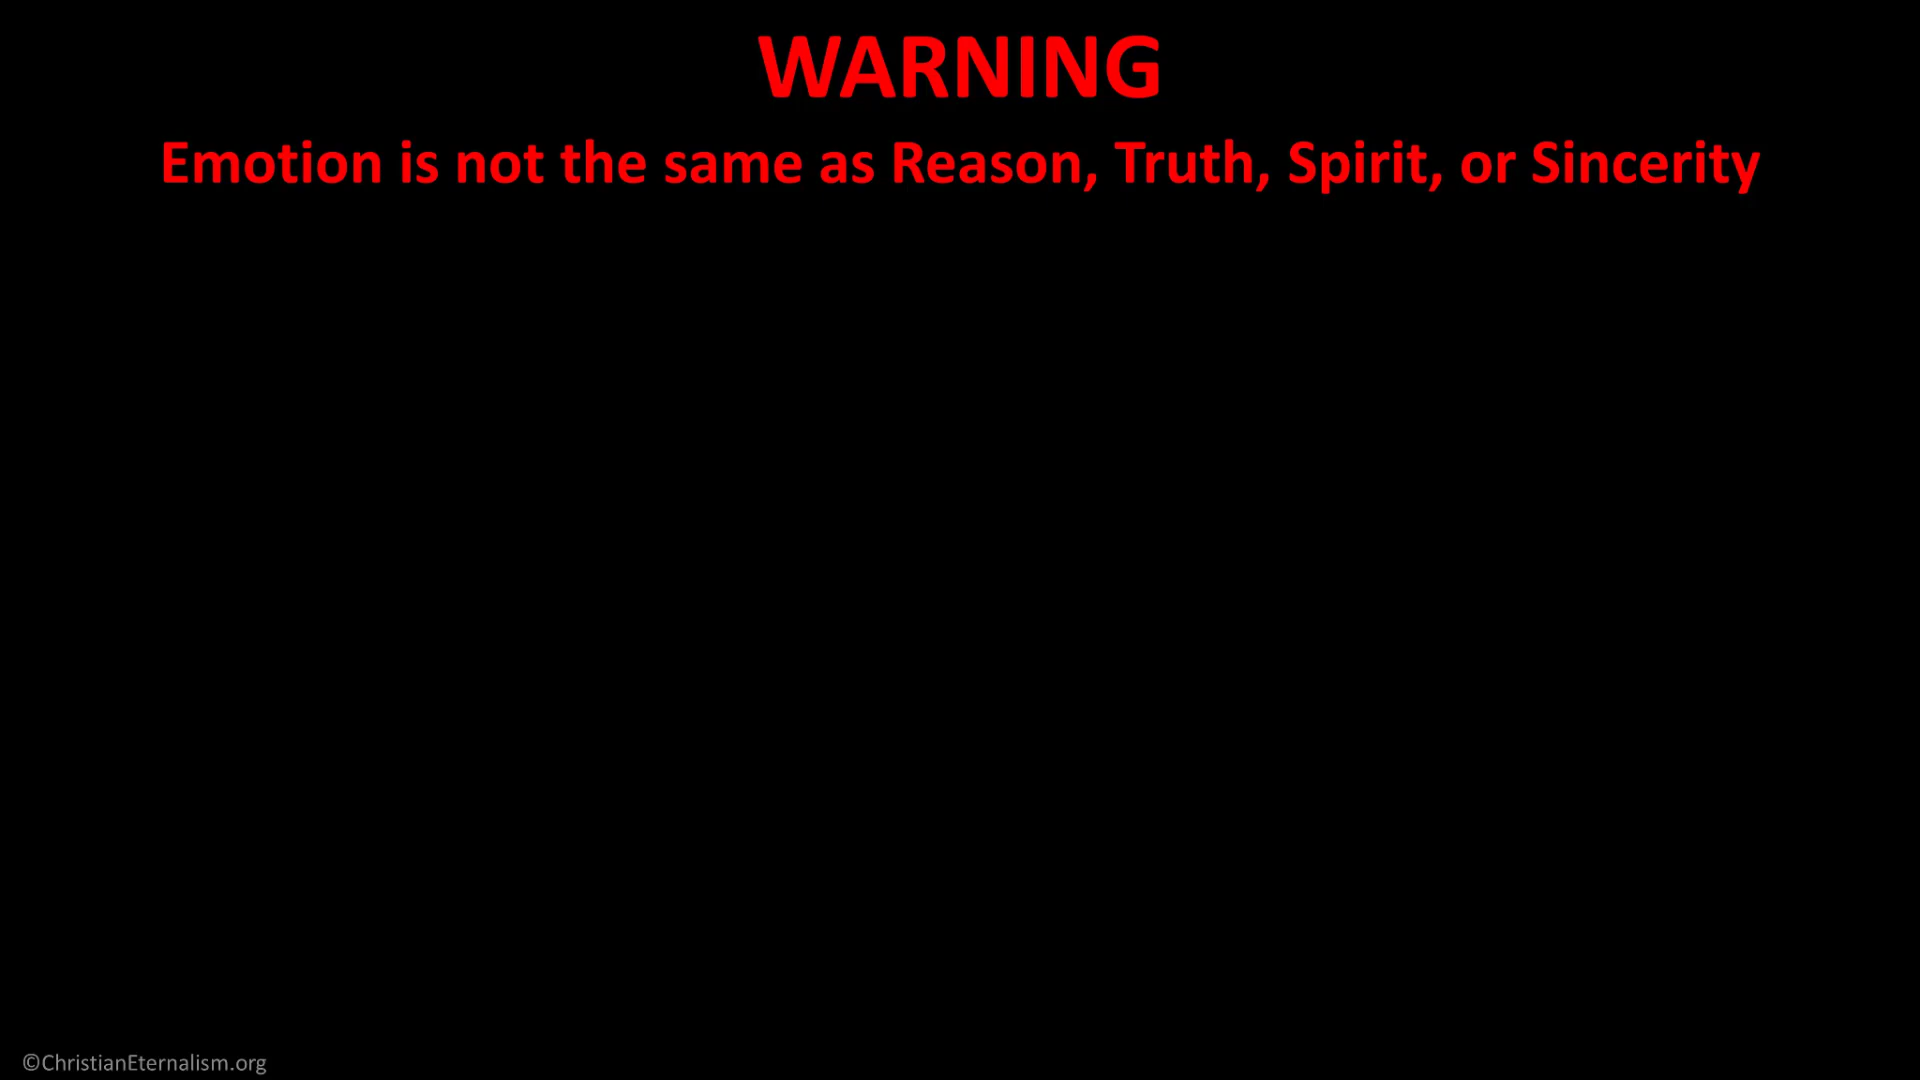 WARNING
Emotion is not the same as Reason, Truth, Spirit, or Sincerity
©ChristianEternalism.org